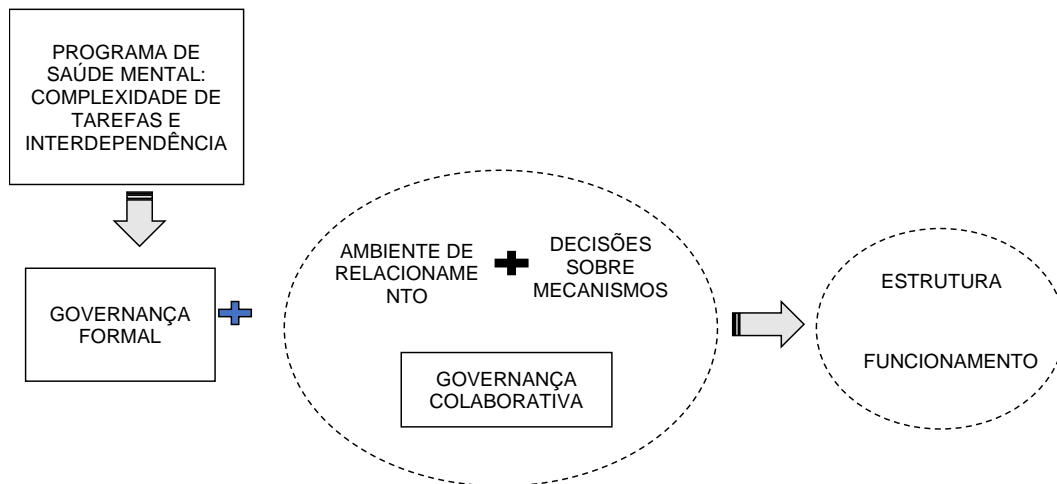 PROGRAMA DE
SAÚDE MENTAL:
COMPLEXIDADE DE
TAREFAS E
INTERDEPENDÊNCIA
GOVERNANÇA
FORMAL
AMBIENTE DE
RELACIONAME
NTO
DECISÕES
SOBRE
MECANISMOS
GOVERNANÇA
COLABORATIVA
ESTRUTURA
FUNCIONAMENTO